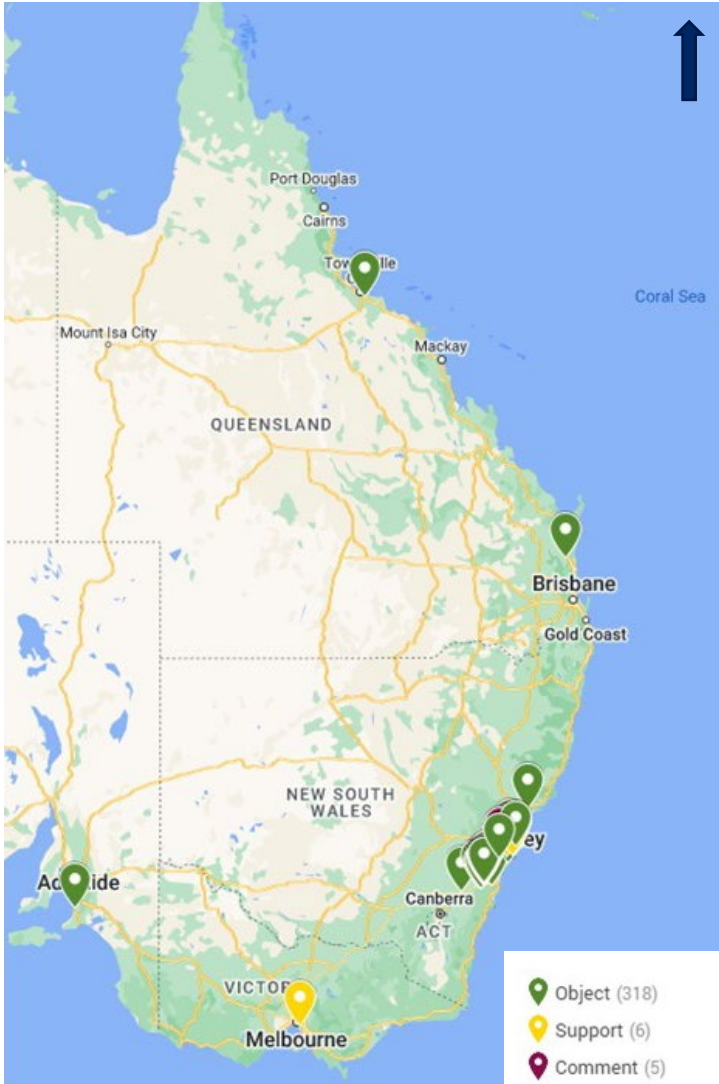 Port Douglas
Cairns
Coral Sea
Mount Isa City
Mackay
QUEENSLAND
Brisbane
Gold Coast
NEW SOUTH
WALES
Canberra
ACT
Melbourne
Object (318)
Support (6)
Comment (5)